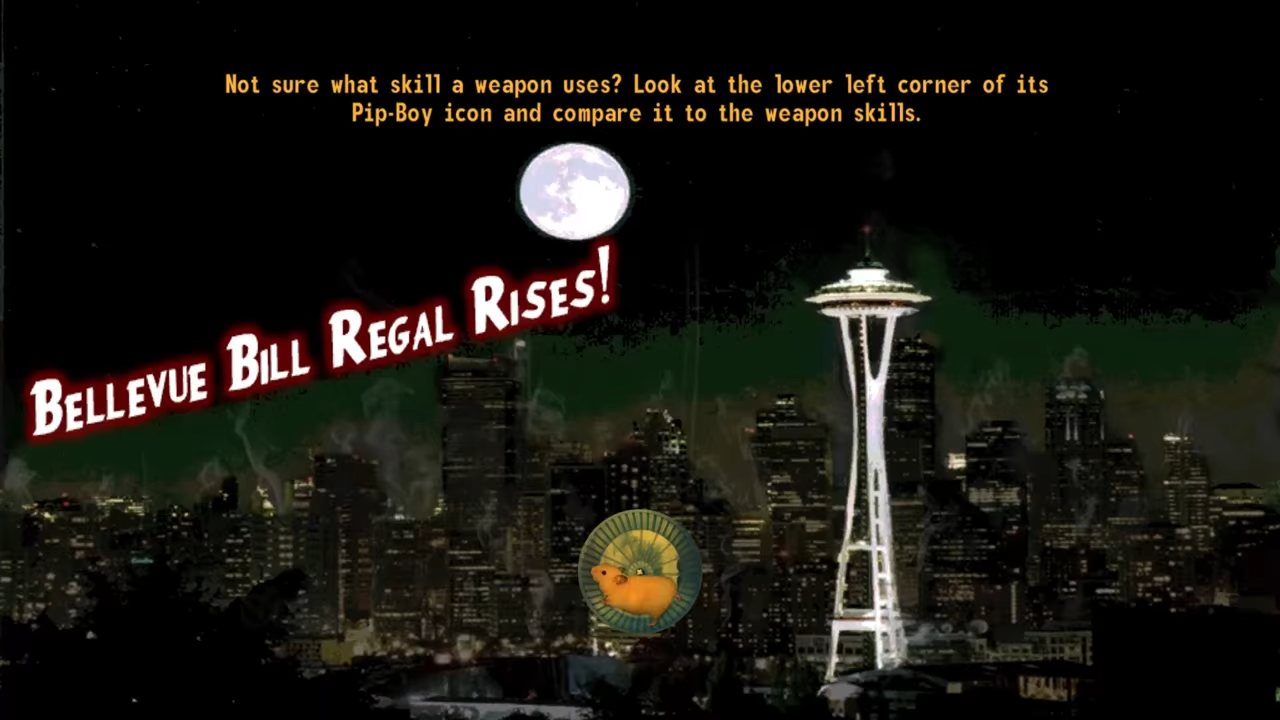 Not sure what skill a weapon uses? Look at the lower left corner of its
Pip-Boy icon and compare it to the weapon skills.
BELLEVUE BILL REGAL RISES!